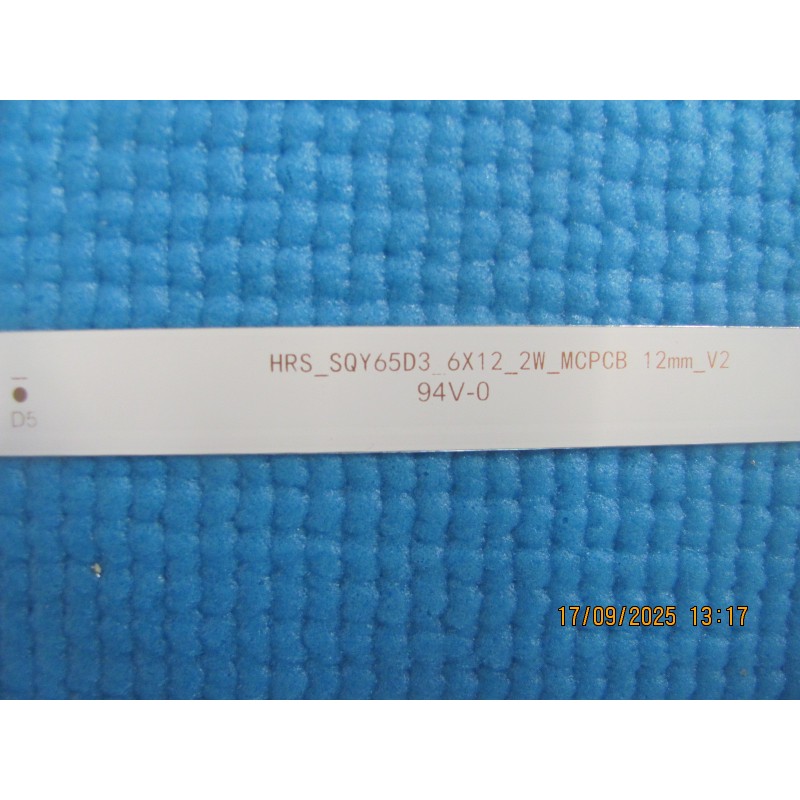 HRS_SQY65D3_6X12_2W_MCPCB 12mm_V2
94V-0
D5
17/09/2025 13:17